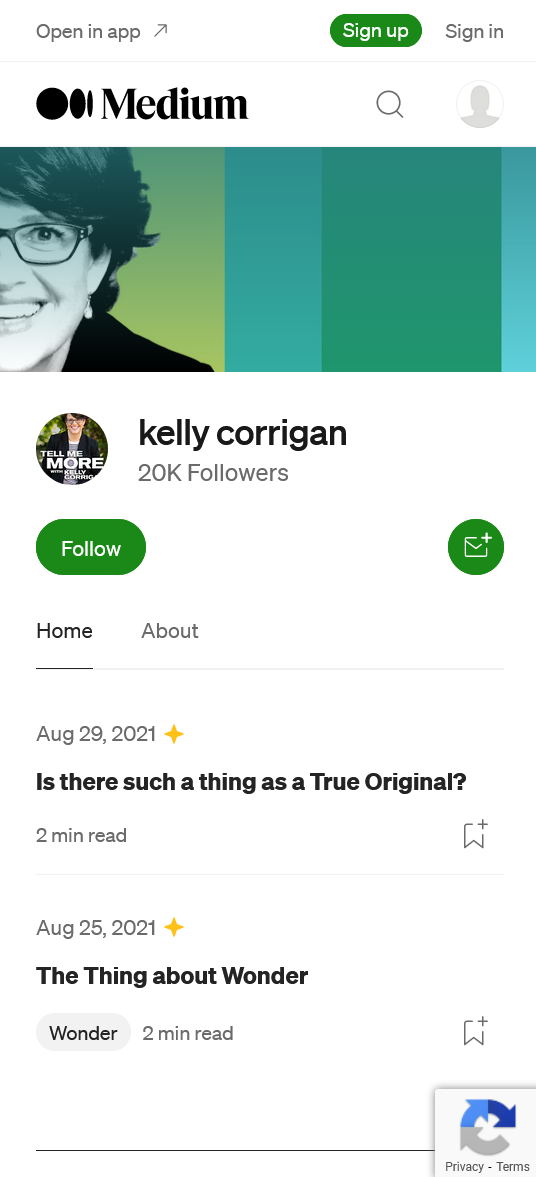 Open in app
Sign up
Sign in
Medium
kelly corrigan
20K Followers
TELL ME
MORE
WITH KELLY
CORRIG
Follow
Home
About
Aug 29, 2021
Is there such a thing as a True Original?
2 min read
Aug 25, 2021
The Thing about Wonder
Wonder
2 min read
Privacy - Terms